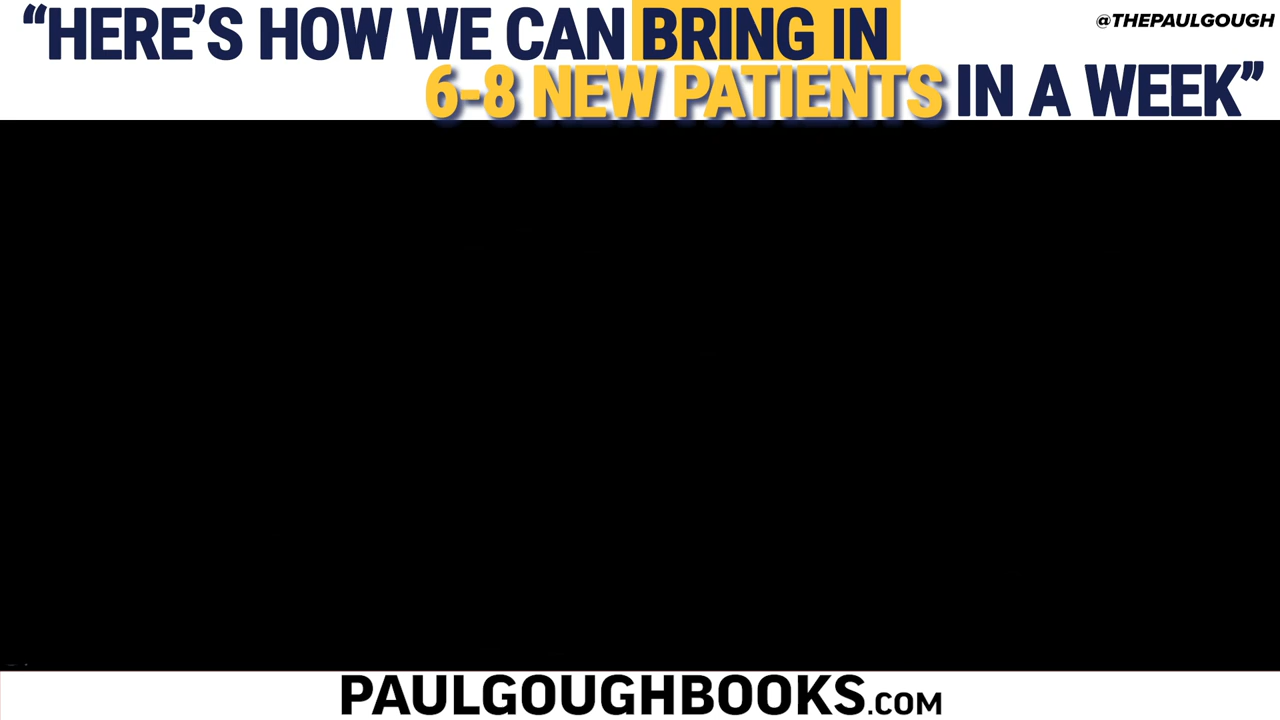 “HERE’S HOW WE CAN BRING IN
6-8 NEW PATIENTS IN A WEEK”
@THEPAULGOUGH
PAULGOUGHBOOKS.COM